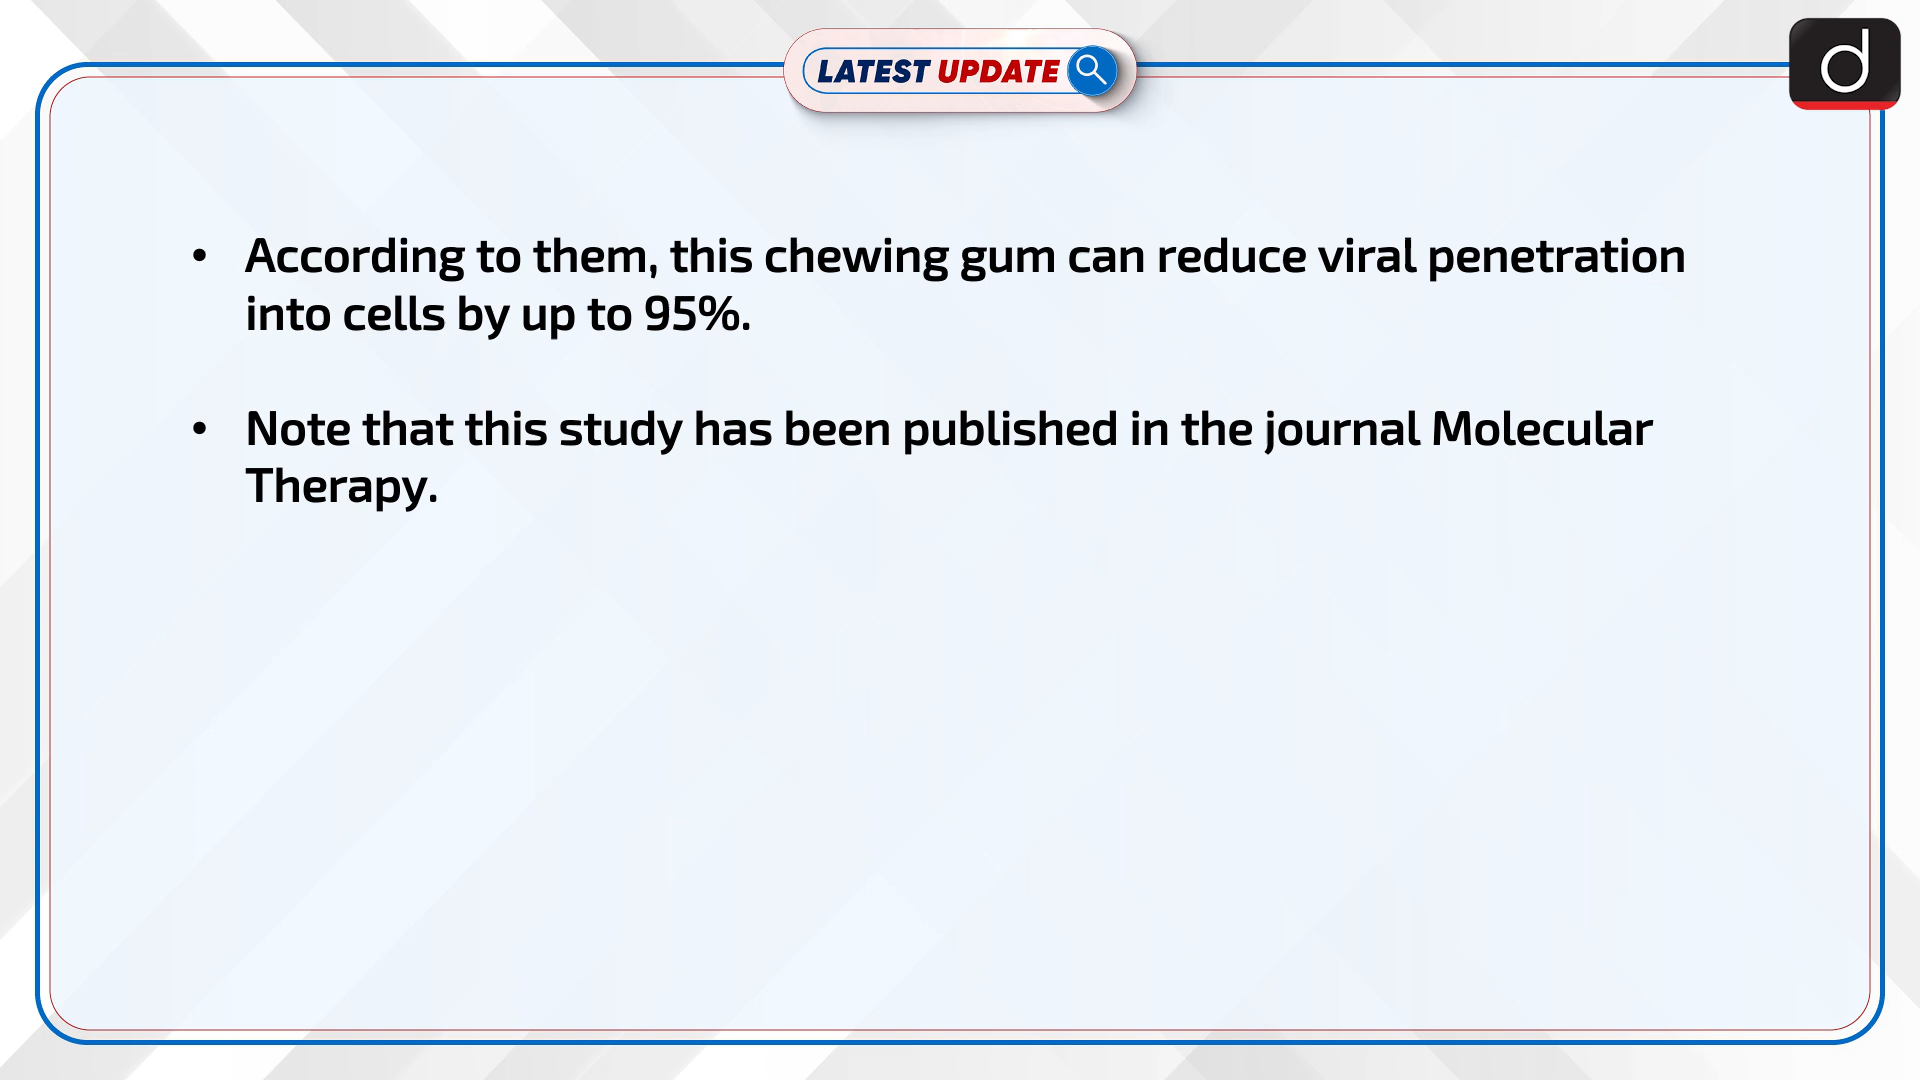 LATEST UPDATE
d
• According to them, this chewing gum can reduce viral penetration
into cells by up to 95%.
• Note that this study has been published in the journal Molecular
Therapy.